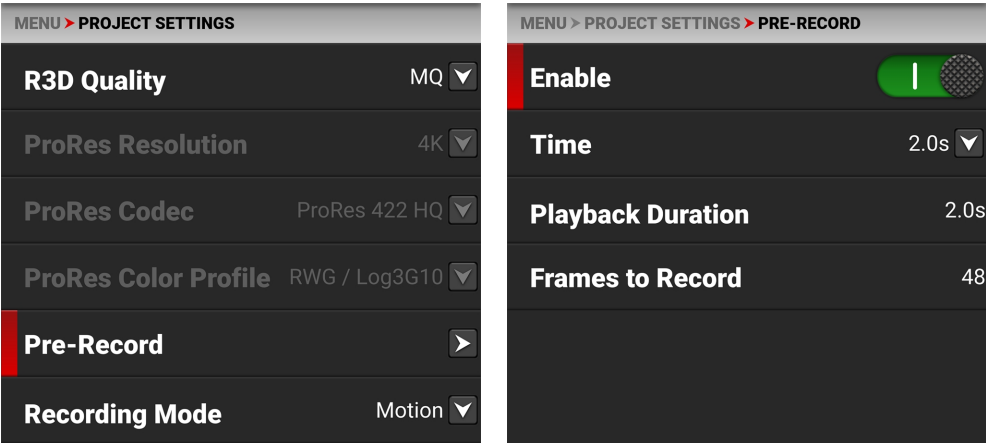 MENU PROJECT SETTINGS
R3D Quality MQ
ProRes Resolution 4K
ProRes Codec ProRes 422 HQ
ProRes Color Profile RWG / Log3G10
Pre-Record
Recording Mode Motion
MENU PROJECT SETTINGS PRE-RECORD
Enable
Time 2.0s
Playback Duration 2.0s
Frames to Record 48